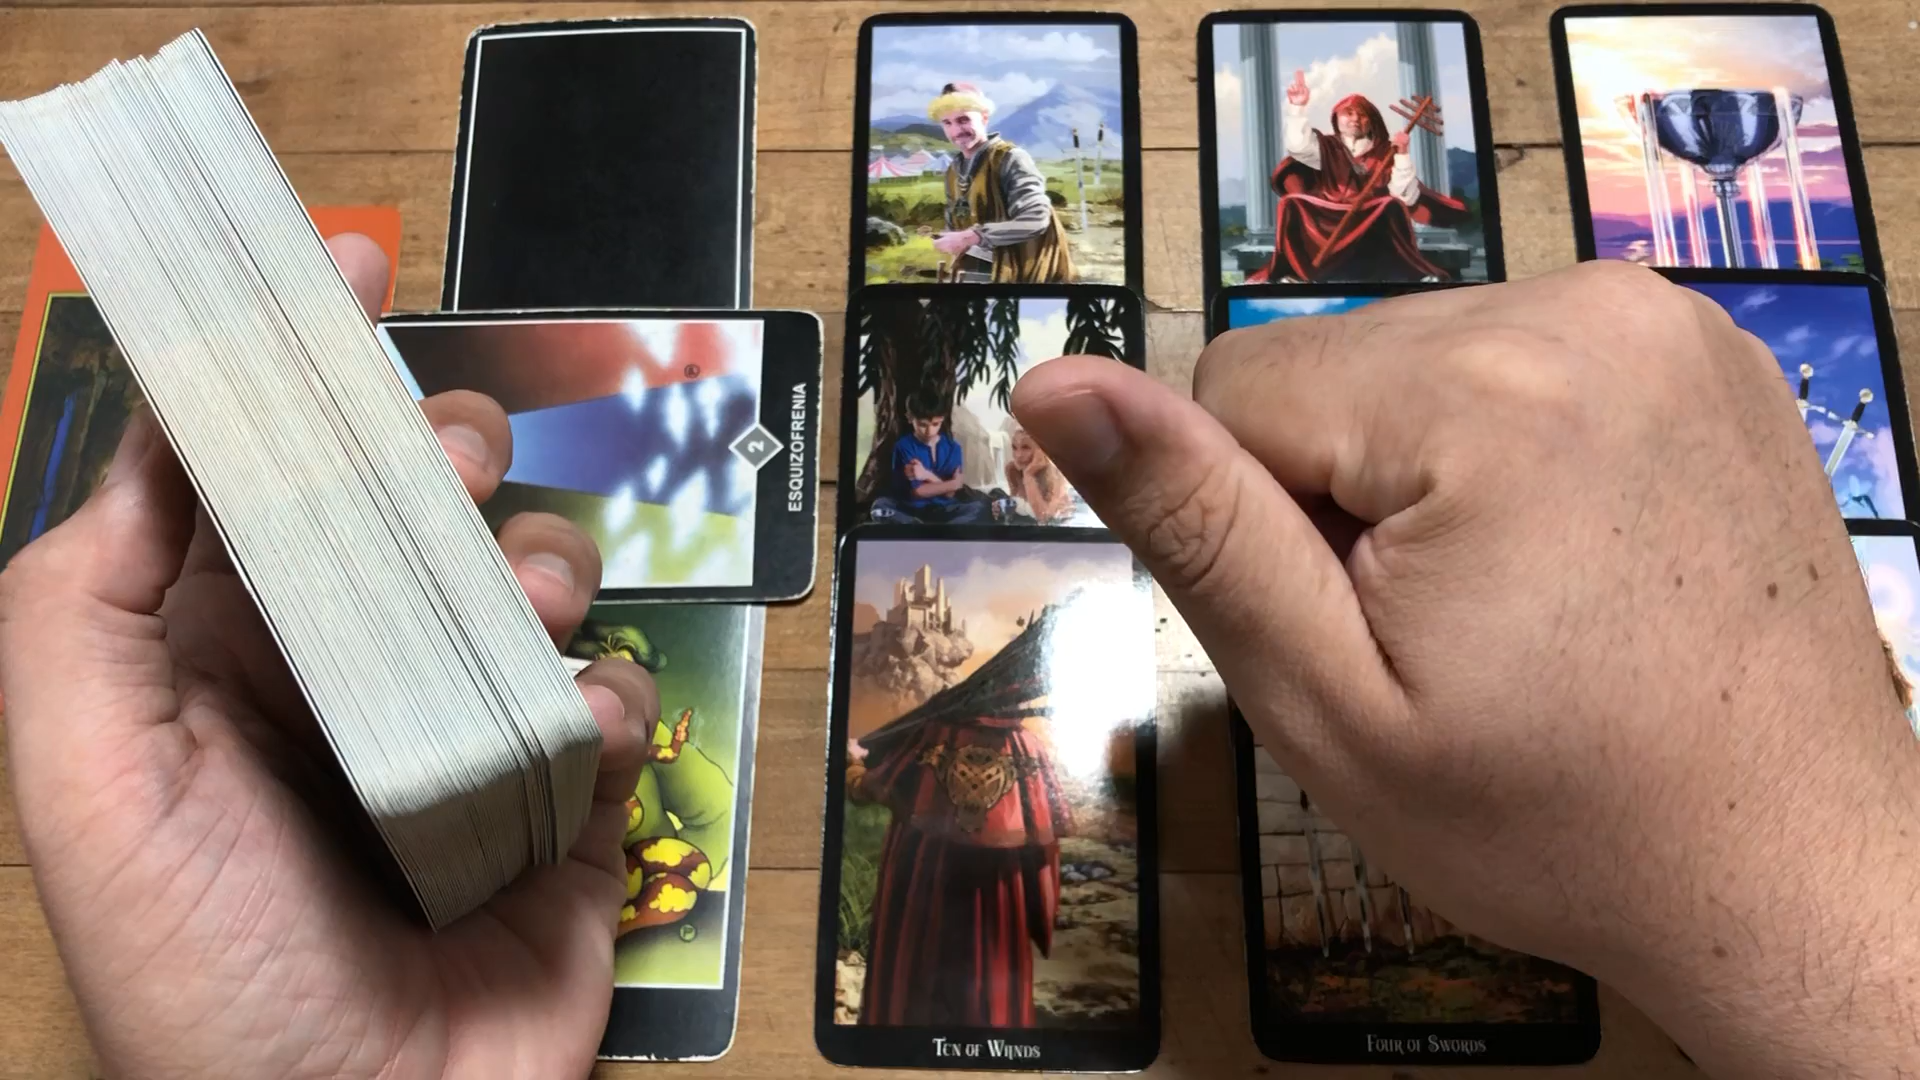 2
ESQUIZOFRENIA
TEN OF WANDS
FOUR OF SWORDS